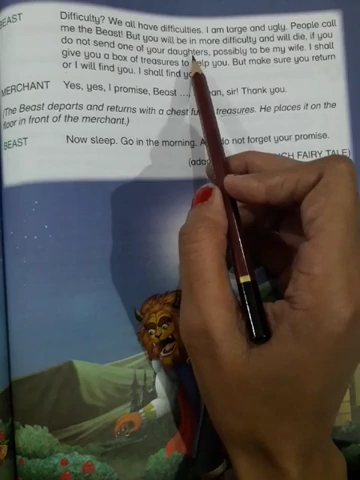 BEAST Difficulty? We all have difficulties. I am large and ugly. People call
me the Beast! But you will be in more difficulty and will die, if you
do not send one of your daughters, possibly to be my wife. I shall
give you a box of treasures to help you. But make sure you return
or I will find you. I shall find you
MERCHANT Yes, yes, I promise, Beast ..., sir! Thank you.
(The Beast departs and returns with a chest treasures. He places it on the
floor in front of the merchant.)
BEAST Now sleep. Go in the morning. do not forget your promise.
FAIRY TALE)